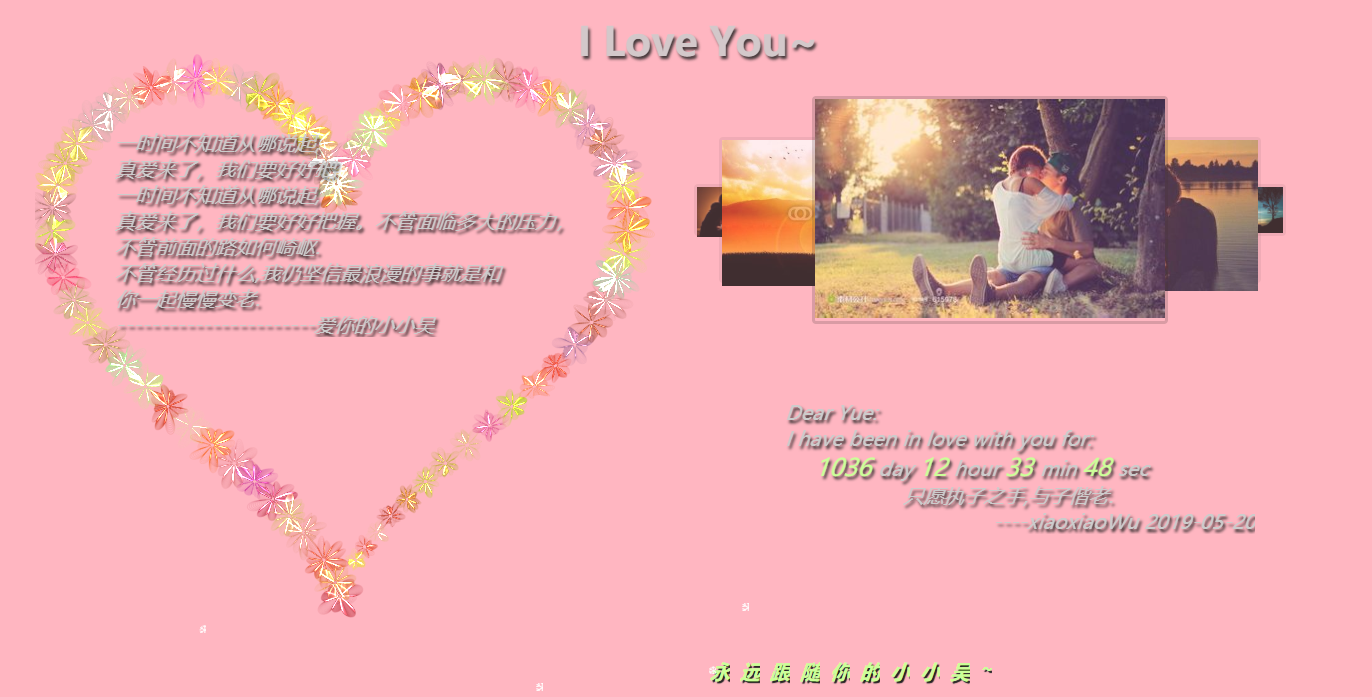 I Love You~
一时间不知道从哪说起,
真爱来了，我们要好好把
一时间不知道从哪说起,
真爱来了，我们要好好把握。不管面临多大的压力,
不管前面的路如何崎岖.
不管经历过什么,我仍坚信最浪漫的事就是和
你一起慢慢变老.
-----------------------爱你的小小吴
Dear Yue:
I have been in love with you for:
1036 day 12 hour 33 min 48 sec
只愿执子之手,与子偕老.
----xiaoxiaoWu 2019-05-20
永 远 跟 随 你 的 小 小 吴 ~